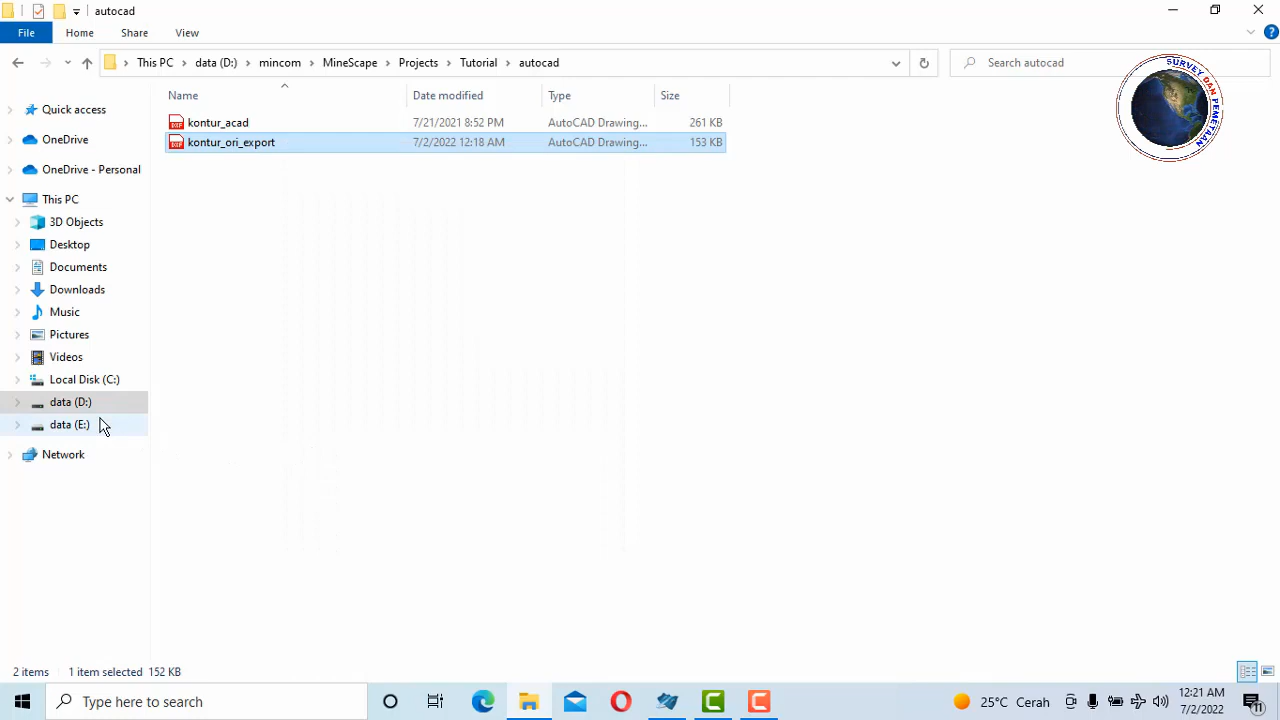 autocad
File Home Share View
This PC data (D:) mincom MineScape Projects Tutorial autocad
Search autocad
SURVEY DAN PEMETAAN
Name Date modified Type Size
kontur_acad 7/21/2021 8:52 PM AutoCAD Drawing... 261 KB
kontur_ori_export 7/2/2022 12:18 AM AutoCAD Drawing... 153 KB
Quick access
OneDrive
OneDrive - Personal
This PC
3D Objects
Desktop
Documents
Downloads
Music
Pictures
Videos
Local Disk (C:)
data (D:)
data (E:)
Network
2 items 1 item selected 152 KB
Type here to search
25°C Cerah
12:21 AM
7/2/2022